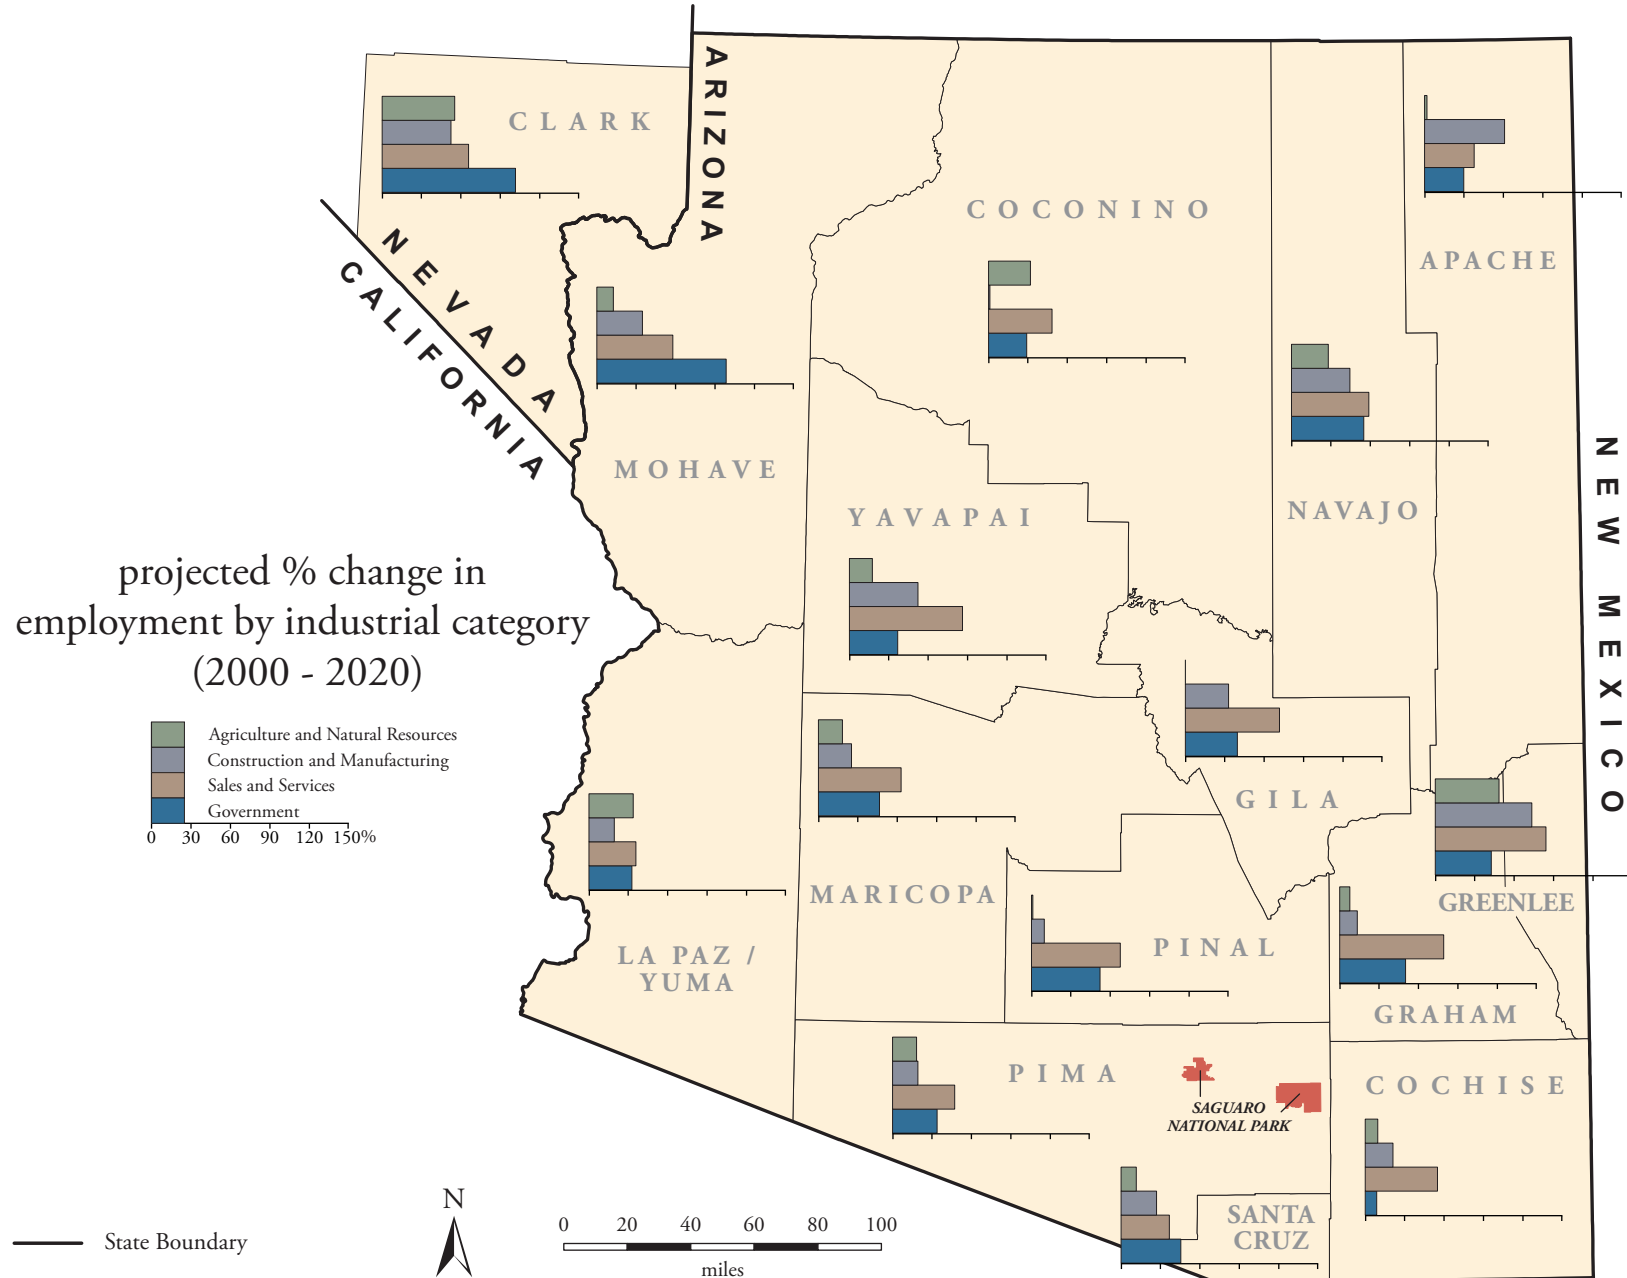 ARIZONA
CLARK
COCONINO
APACHE
NEVADA
CALIFORNIA
MOHAVE
YAVAPAI
NAVAJO
NEW MEXICO
projected % change in
employment by industrial category
(2000 - 2020)
Agriculture and Natural Resources
Construction and Manufacturing
Sales and Services
Government
0 30 60 90 120 150%
GILA
MARICOPA
GREENLEE
PINAL
LA PAZ /
YUMA
GRAHAM
PIMA
COCHISE
SAGUARO
NATIONAL PARK
SANTA
CRUZ
State Boundary
N
0 20 40 60 80 100
miles